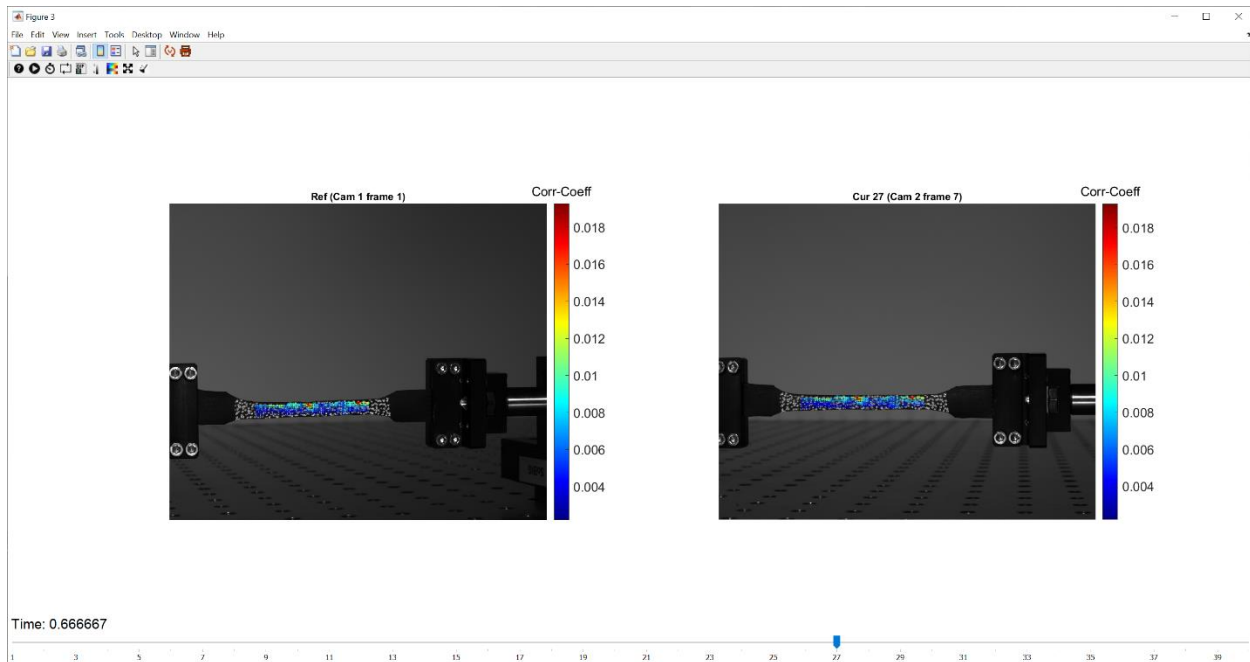 Figure 3
File Edit View Insert Tools Desktop Window Help
Ref (Cam 1 frame 1)
Corr-Coeff
0.018
0.016
0.014
0.012
0.01
0.008
0.006
0.004
Cur 27 (Cam 2 frame 7)
Corr-Coeff
0.018
0.016
0.014
0.012
0.01
0.008
0.006
0.004
Time: 0.666667
1 3 5 7 9 11 13 15 17 19 21 23 25 27 29 31 33 35 37 39